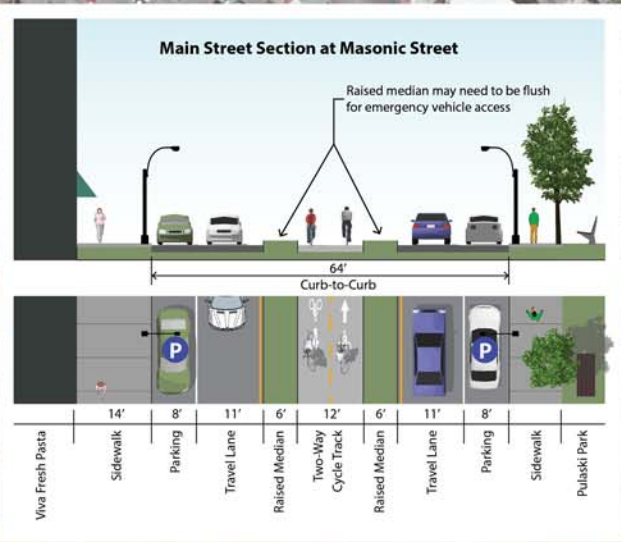 Main Street Section at Masonic Street
Raised median may need to be flush
for emergency vehicle access
64'
Curb-to-Curb
P
P
14'
8'
11'
6'
12'
6'
11'
8'
Viva Fresh Pasta
Sidewalk
Parking
Travel Lane
Raised Median
Two-Way
Cycle Track
Raised Median
Travel Lane
Parking
Sidewalk
Pulaski Park